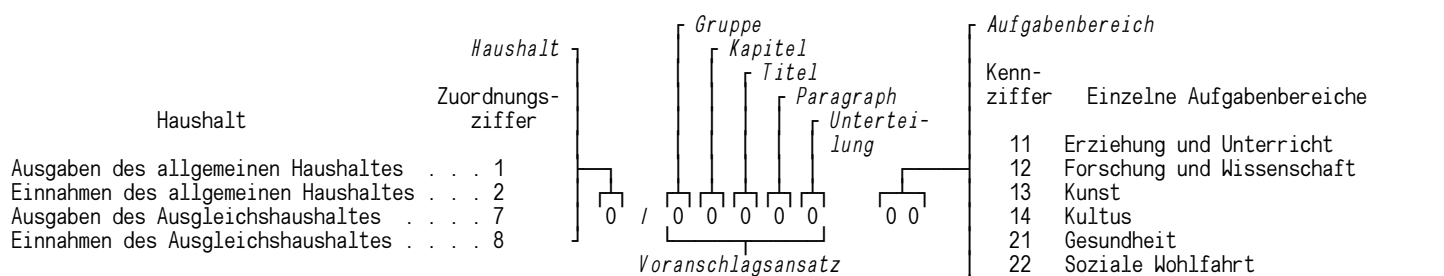 Gruppe Aufgabenbereich
Haushalt Kapitel
Titel Kenn-
Zuordnungs- Paragraph ziffer Einzelne Aufgabenbereiche
Haushalt ziffer Untertei-
lung 11 Erziehung und Unterricht
Ausgaben des allgemeinen Haushaltes . . . 1 12 Forschung und Wissenschaft
Einnahmen des allgemeinen Haushaltes . . . 2 13 Kunst
Ausgaben des Ausgleichshaushaltes . . . . 7 0 / 0 0 0 0 0 0 0 14 Kultus
Einnahmen des Ausgleichshaushaltes . . . . 8 21 Gesundheit
Voranschlagsansatz 22 Soziale Wohlfahrt